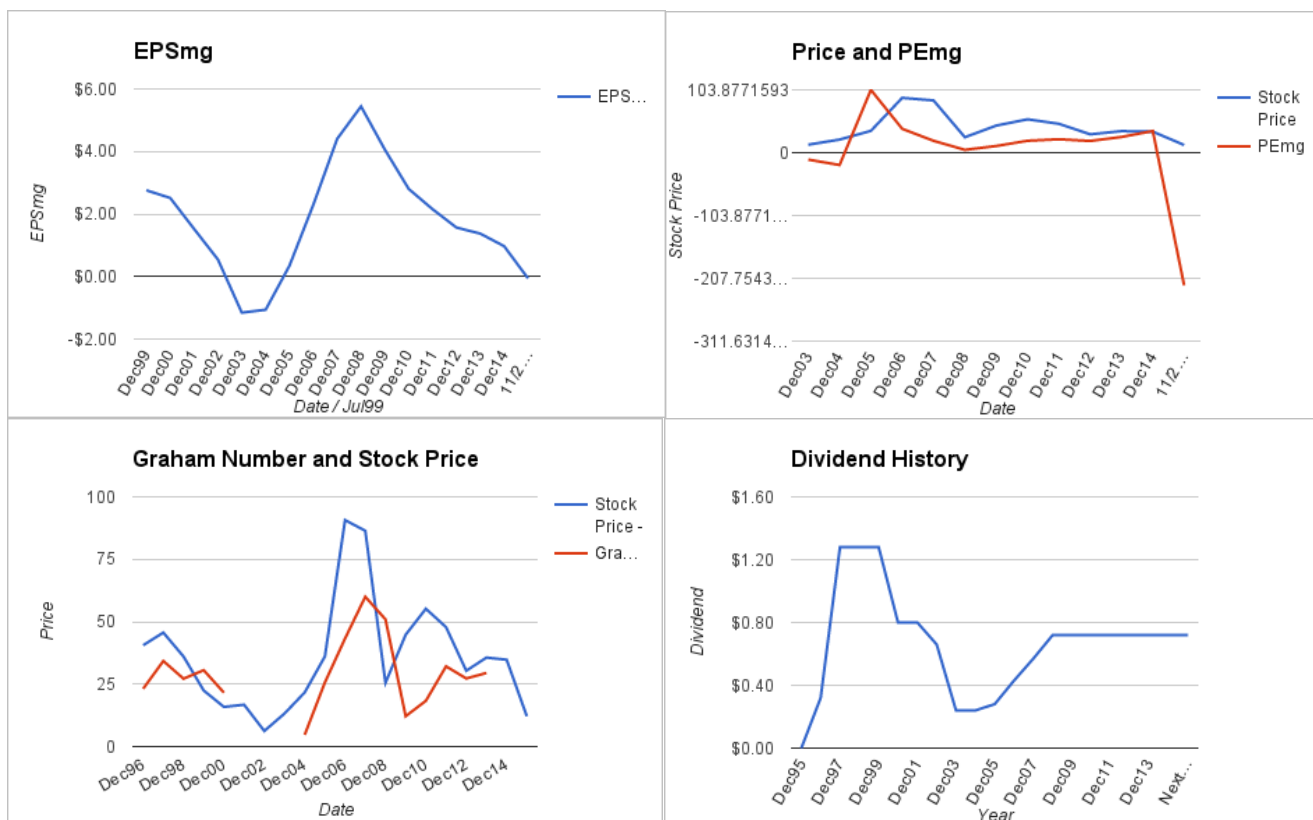 EPSmg
$6.00
$4.00
$2.00
$0.00
-$2.00
EPSmg
EPS...
Dec99
Dec00
Dec01
Dec02
Dec03
Dec04
Dec05
Dec06
Dec07
Dec08
Dec09
Dec10
Dec11
Dec12
Dec13
Dec14
11/2...
Date / Jul99
Price and PEmg
103.8771593
0
-103.8771...
-207.7543...
-311.6314...
Stock Price
Stock
Price
PEmg
Dec03
Dec04
Dec05
Dec06
Dec07
Dec08
Dec09
Dec10
Dec11
Dec12
Dec13
Dec14
11/2...
Date
Graham Number and Stock Price
100
75
50
25
0
Price
Stock
Price -
Gra...
Dec96
Dec98
Dec00
Dec02
Dec04
Dec06
Dec08
Dec10
Dec12
Dec14
Date
Dividend History
$1.60
$1.20
$0.80
$0.40
$0.00
Dividend
Dec95
Dec97
Dec99
Dec01
Dec03
Dec05
Dec07
Dec09
Dec11
Dec13
Next...
Year